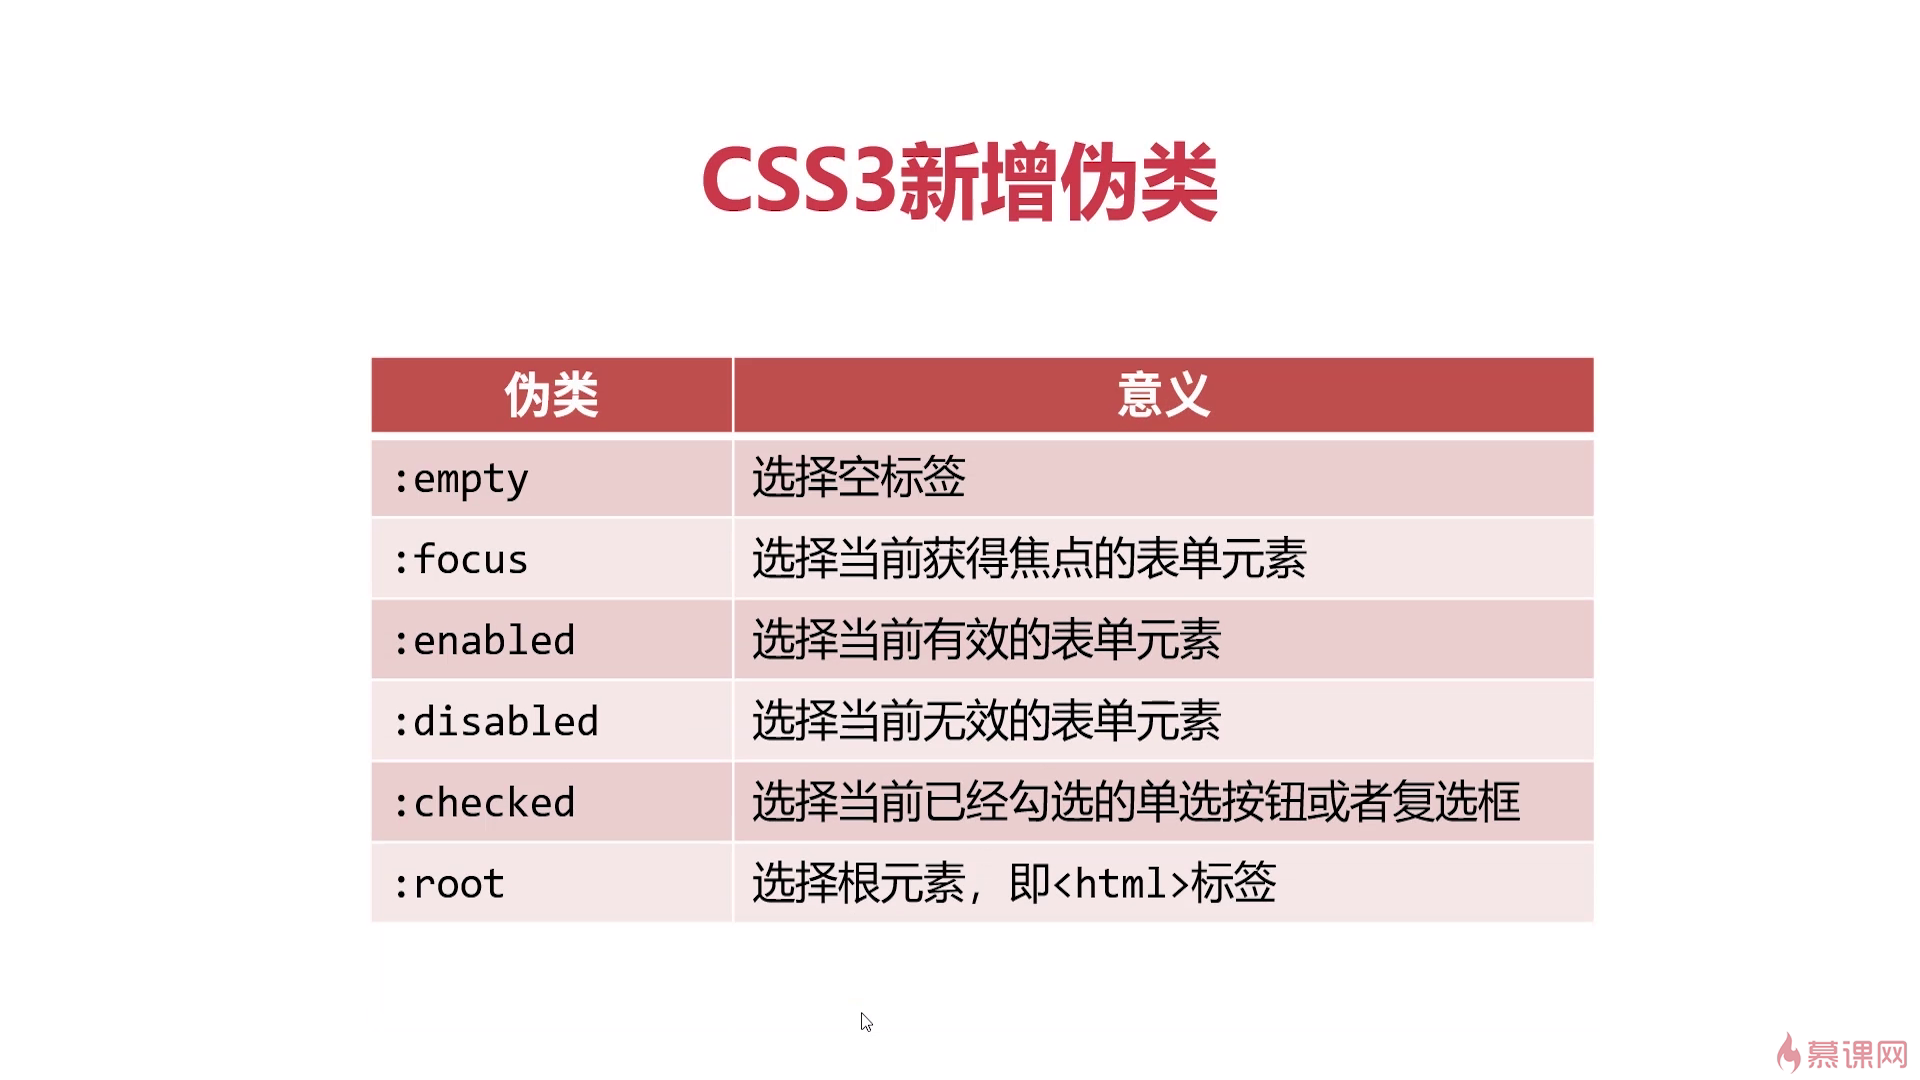 CSS3新增伪类
伪类 意义
:empty 选择空标签
:focus 选择当前获得焦点的表单元素
:enabled 选择当前有效的表单元素
:disabled 选择当前无效的表单元素
:checked 选择当前已经勾选的单选按钮或者复选框
:root 选择根元素，即<html>标签
慕课网